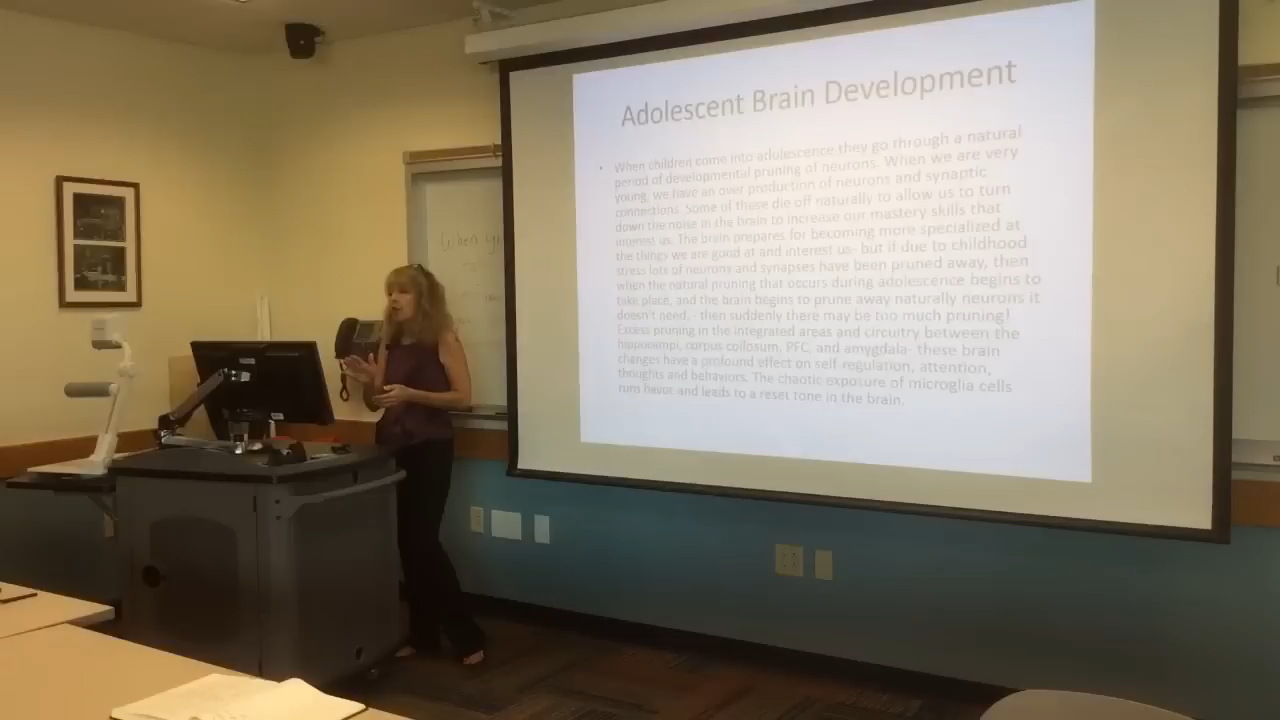 Adolescent Brain Development
• When children come into adolescence they go through a natural
period of developmental pruning of neurons. When we are very
young, we have an over production of neurons and synaptic
connections. Some of these die off naturally to allow us to turn
down the noise in the brain to increase our mastery skills that
interest us. The brain prepares for becoming more specialized at
the things we are good at and interest us- but if due to childhood
stress lots of neurons and synapses have been pruned away, then
when the natural pruning that occurs during adolescence begins to
take place, and the brain begins to prune away naturally neurons it
doesn't need, - then suddenly there may be too much pruning!
Excess pruning in the integrated areas and circuitry between the
hippocampi, corpus collosum, PFC, and amygdala- these brain
changes have a profound effect on self regulation, attention,
thoughts and behaviors. The chaotic exposure of microglia cells
runs havoc and leads to a reset tone in the brain.
When